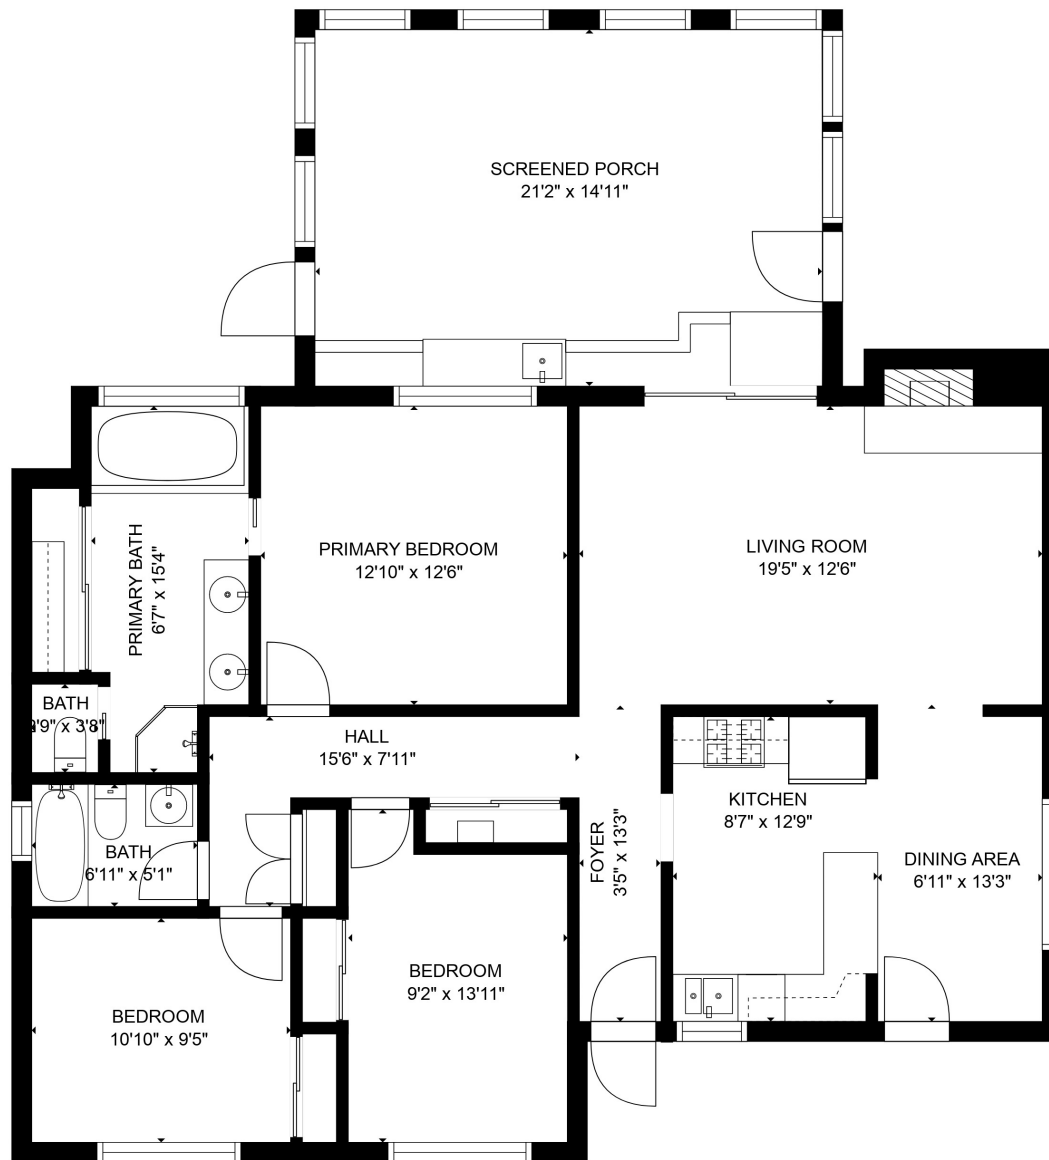 SCREENED PORCH
21'2" x 14'11"
PRIMARY BATH
6'7" x 15'4"
PRIMARY BEDROOM
12'10" x 12'6"
LIVING ROOM
19'5" x 12'6"
BATH
x 3'8"
HALL
15'6" x 7'11"
KITCHEN
8'7" x 12'9"
FOYER
3'5" x 13'3"
DINING AREA
6'11" x 13'3"
BATH
6'11" x 5'1"
BEDROOM
9'2" x 13'11"
BEDROOM
10'10" x 9'5"